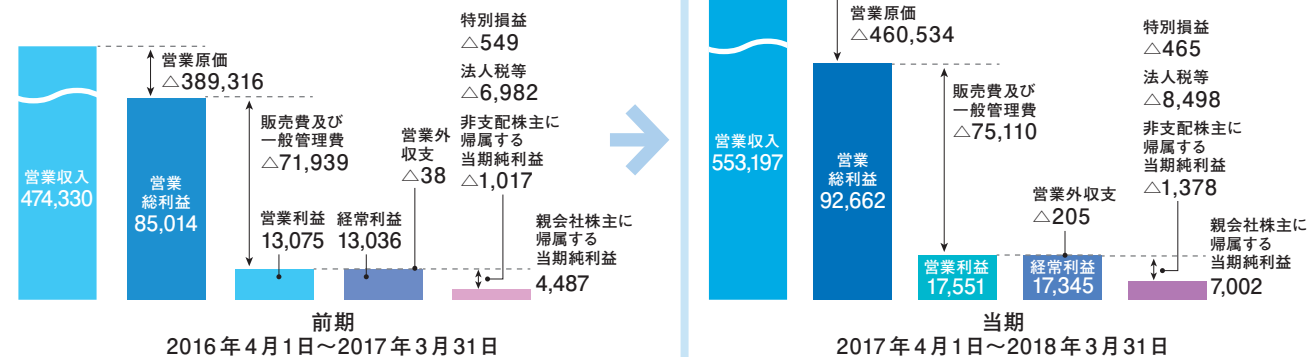 営業収入
474,330
営業原価
△389,316
営業
総利益
85,014
販売費及び
一般管理費
△71,939
営業利益
13,075
経常利益
13,036
営業外
収支
△38
特別損益
△549
法人税等
△6,982
非支配株主に
帰属する
当期純利益
△1,017
親会社株主に
帰属する
当期純利益
4,487
前期
2016年4月1日～2017年3月31日
営業収入
553,197
営業原価
△460,534
営業
総利益
92,662
販売費及び
一般管理費
△75,110
営業利益
17,551
営業外収支
△205
経常利益
17,345
特別損益
△465
法人税等
△8,498
非支配株主に
帰属する
当期純利益
△1,378
親会社株主に
帰属する
当期純利益
7,002
当期
2017年4月1日～2018年3月31日